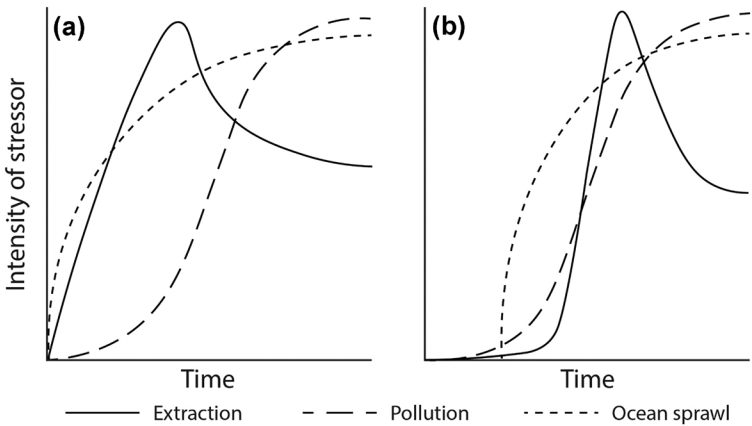 (a)
(b)
Intensity of stressor
Time
Time
Extraction
Pollution
Ocean sprawl